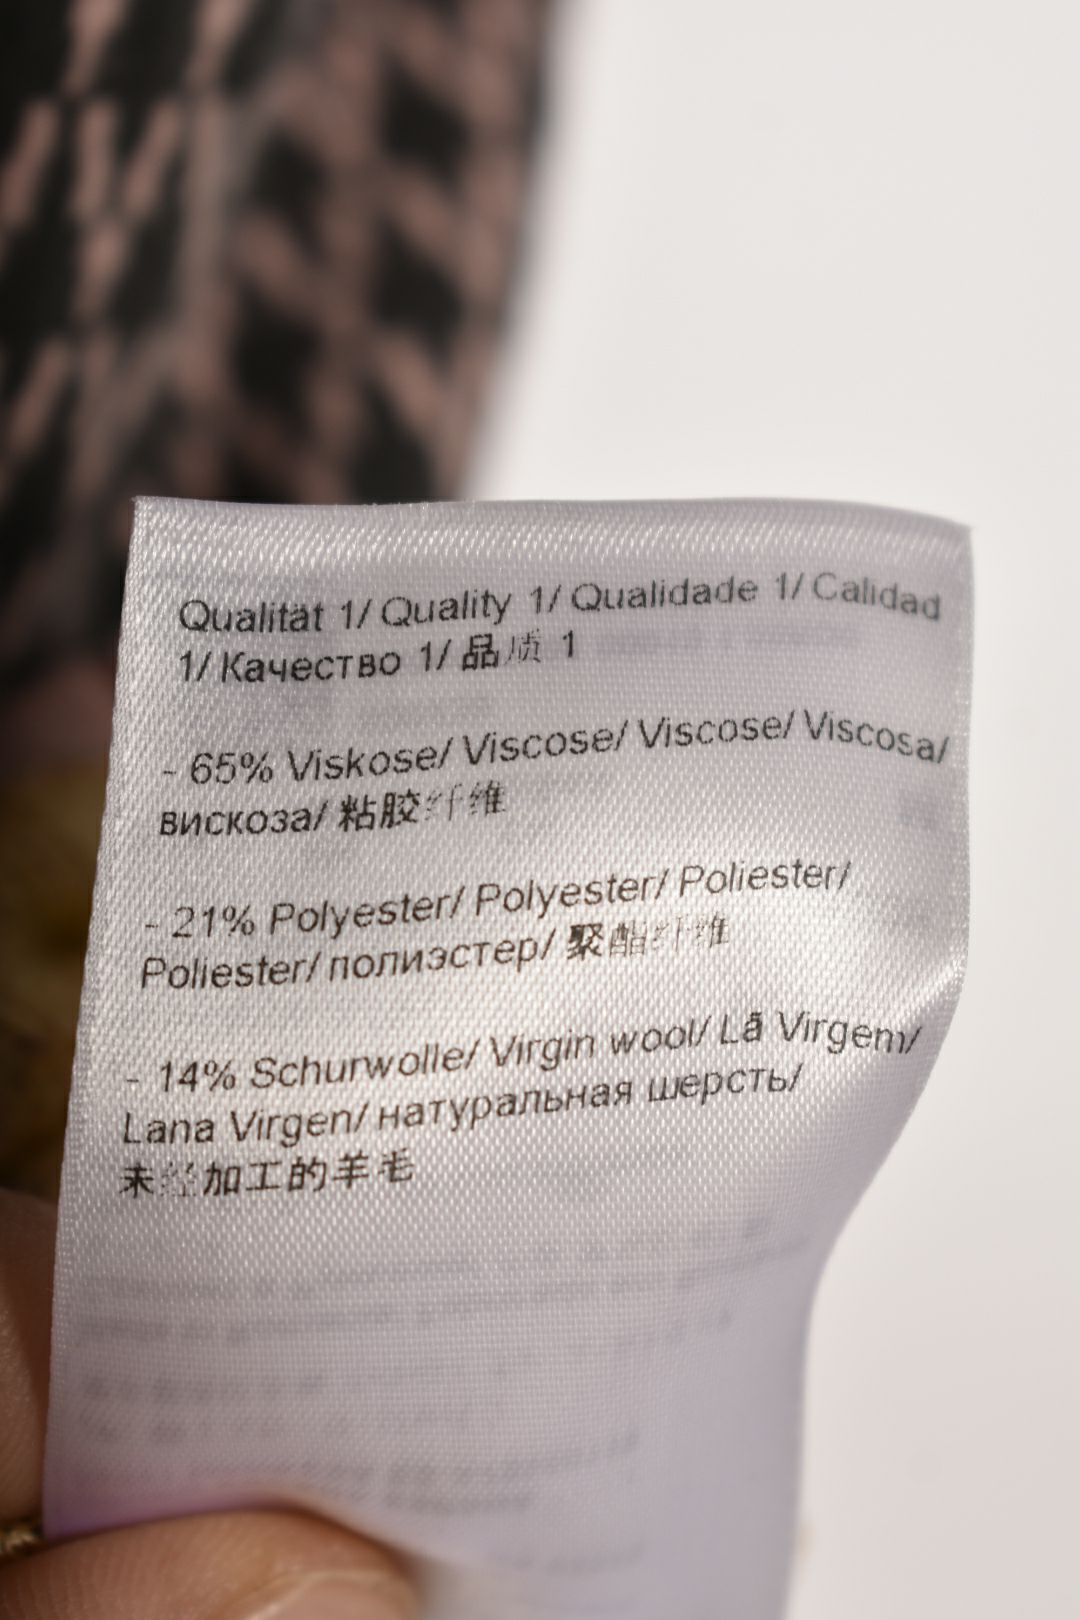 Qualität 1/ Quality 1/ Qualidade 1/ Calidad
1/ Качество 1/ 品质 1
- 65% Viskose/ Viscose/ Viscose/ Viscosa/
вискоза/ 粘胶纤维
- 21% Polyester/ Polyester/ Poliester/
Poliester/ полиэстер/ 聚酯纤维
- 14% Schurwolle/ Virgin wool/ Lã Virgem/
Lana Virgen/ натуральная шерсть/
未经加工的羊毛